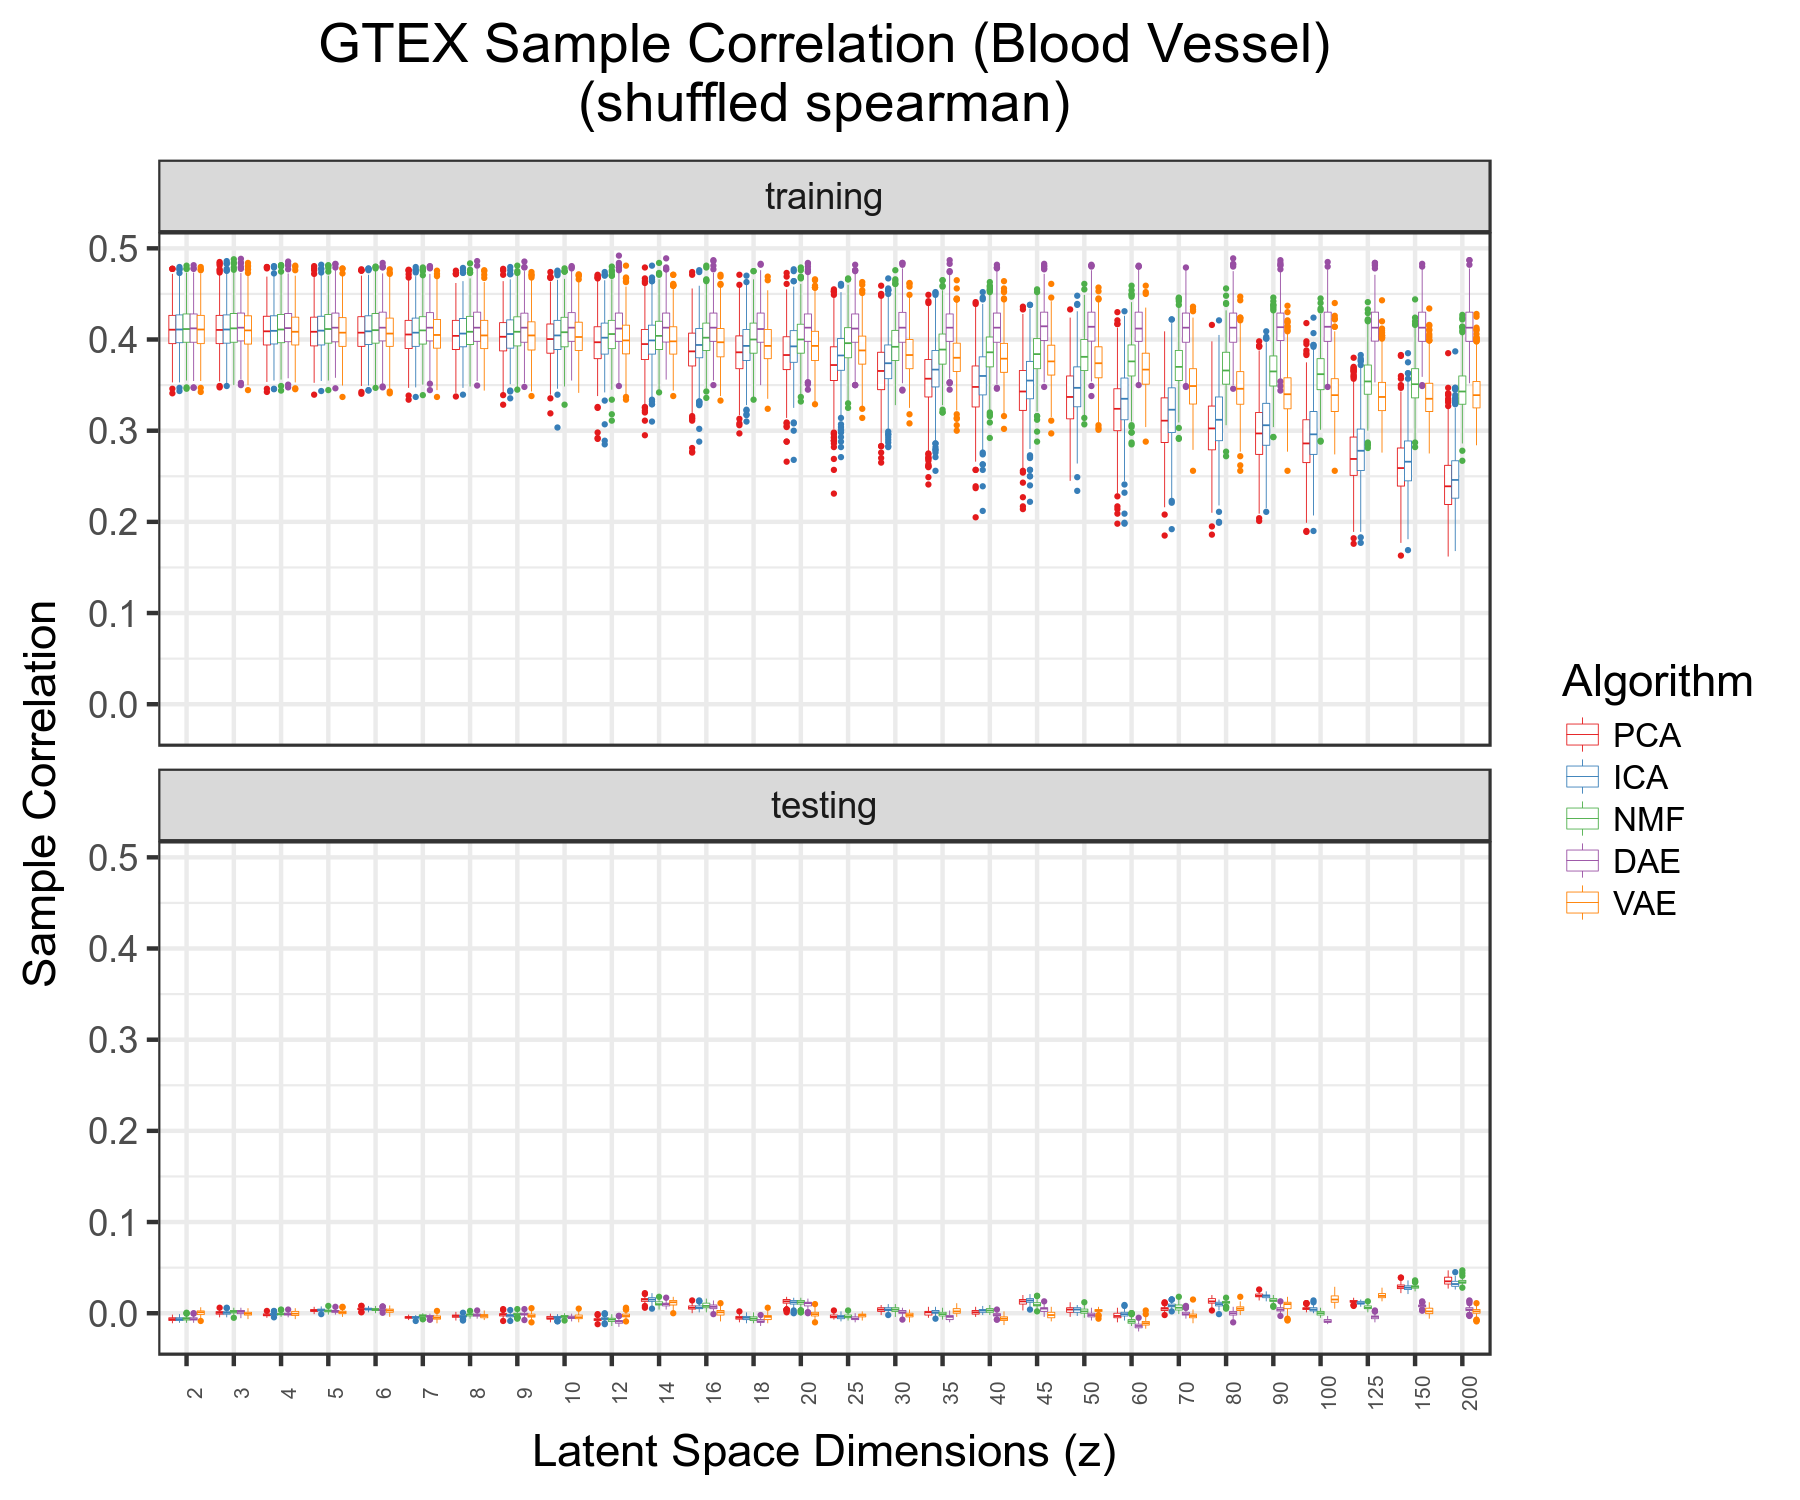 GTEX Sample Correlation (Blood Vessel)
(shuffled spearman)
training
0.5
0.4
0.3
0.2
0.1
0.0
testing
0.5
0.4
0.3
0.2
0.1
0.0
Sample Correlation
2 3 4 5 6 7 8 9 10 12 14 16 18 20 25 30 35 40 45 50 60 70 80 90 100 125 150 200
Latent Space Dimensions (z)
Algorithm
PCA
ICA
NMF
DAE
VAE